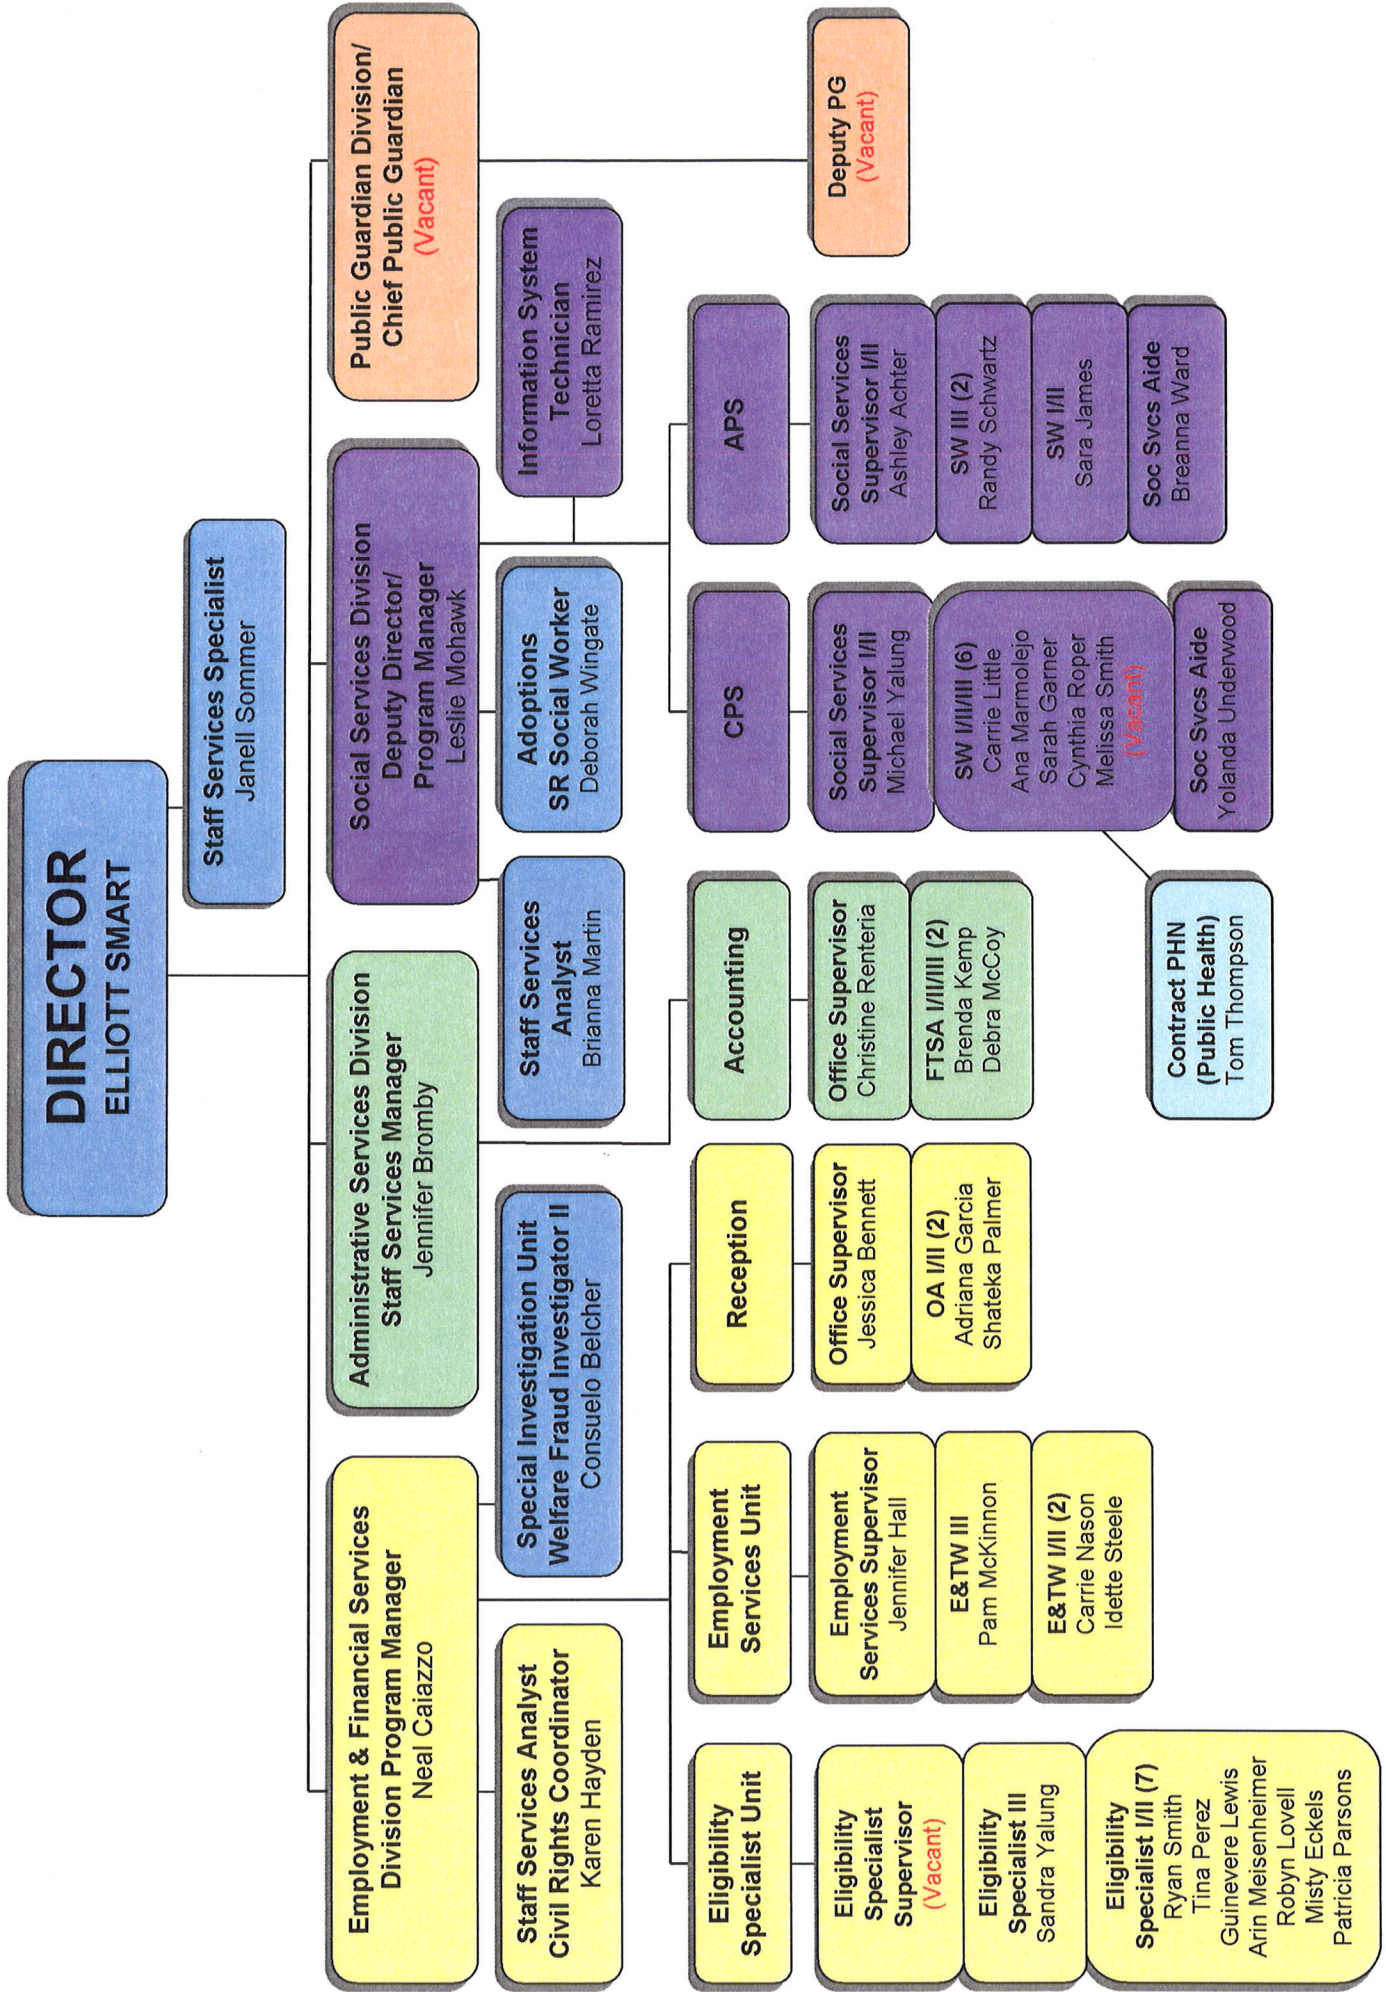 DIRECTOR
ELLIOTT SMART
Staff Services Specialist
Janell Sommer
Employment & Financial Services
Division Program Manager
Neal Caiazzo
Administrative Services Division
Staff Services Manager
Jennifer Bromby
Social Services Division
Deputy Director/
Program Manager
Leslie Mohawk
Public Guardian Division/
Chief Public Guardian
(Vacant)
Staff Services Analyst
Civil Rights Coordinator
Karen Hayden
Special Investigation Unit
Welfare Fraud Investigator II
Consuelo Belcher
Staff Services
Analyst
Brianna Martin
Adoptions
SR Social Worker
Deborah Wingate
Information System
Technician
Loretta Ramirez
Eligibility
Specialist Unit
Eligibility
Specialist
Supervisor
(Vacant)
Eligibility
Specialist III
Sandra Yalung
Eligibility
Specialist I/II (7)
Ryan Smith
Tina Perez
Guinevere Lewis
Arin Meisenheimer
Robyn Lovell
Misty Eckels
Patricia Parsons
Employment
Services Unit
Employment
Services Supervisor
Jennifer Hall
E&TW III
Pam McKinnon
E&TW I/II (2)
Carrie Nason
Idette Steele
Reception
Office Supervisor
Jessica Bennett
OA I/II (2)
Adriana Garcia
Shateka Palmer
Accounting
Office Supervisor
Christine Renteria
FTSA I/II/III (2)
Brenda Kemp
Debra McCoy
Contract PHN
(Public Health)
Tom Thompson
CPS
Social Services
Supervisor I/II
Michael Yalung
SW I/II/III (6)
Carrie Little
Ana Marmolejo
Sarah Garner
Cynthia Roper
Melissa Smith
(Vacant)
Soc Svcs Aide
Yolanda Underwood
APS
Social Services
Supervisor I/II
Ashley Achter
SW III (2)
Randy Schwartz
SW I/II
Sara James
Soc Svcs Aide
Breanna Ward
Deputy PG
(Vacant)